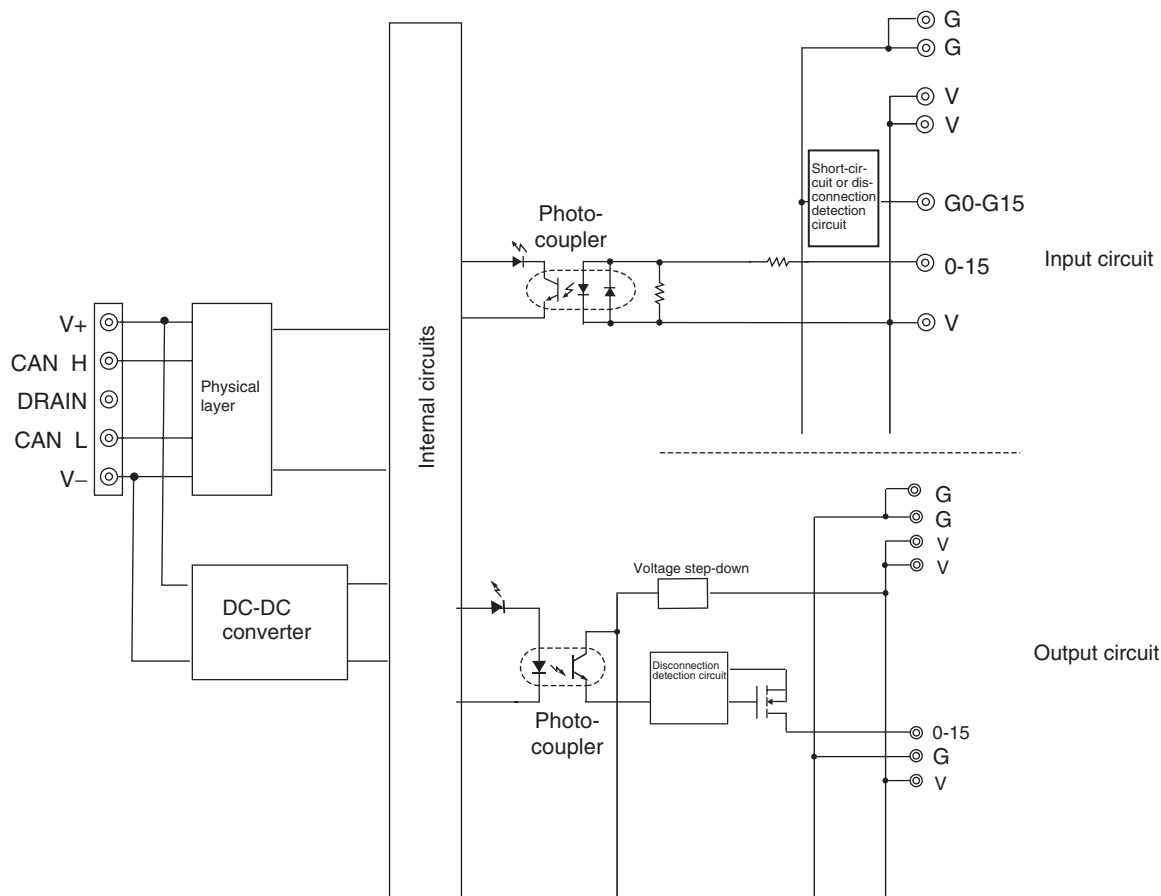 G
G
V
V
Short-cir-
cuit or dis-
connection
detection
circuit
G0-G15
Photo-
coupler
0-15
Input circuit
V
V+
CAN H
DRAIN
CAN L
V–
Physical
layer
Internal circuits
G
G
V
V
Voltage step-down
DC-DC
converter
Disconnection
detection circuit
Output circuit
Photo-
coupler
0-15
G
V